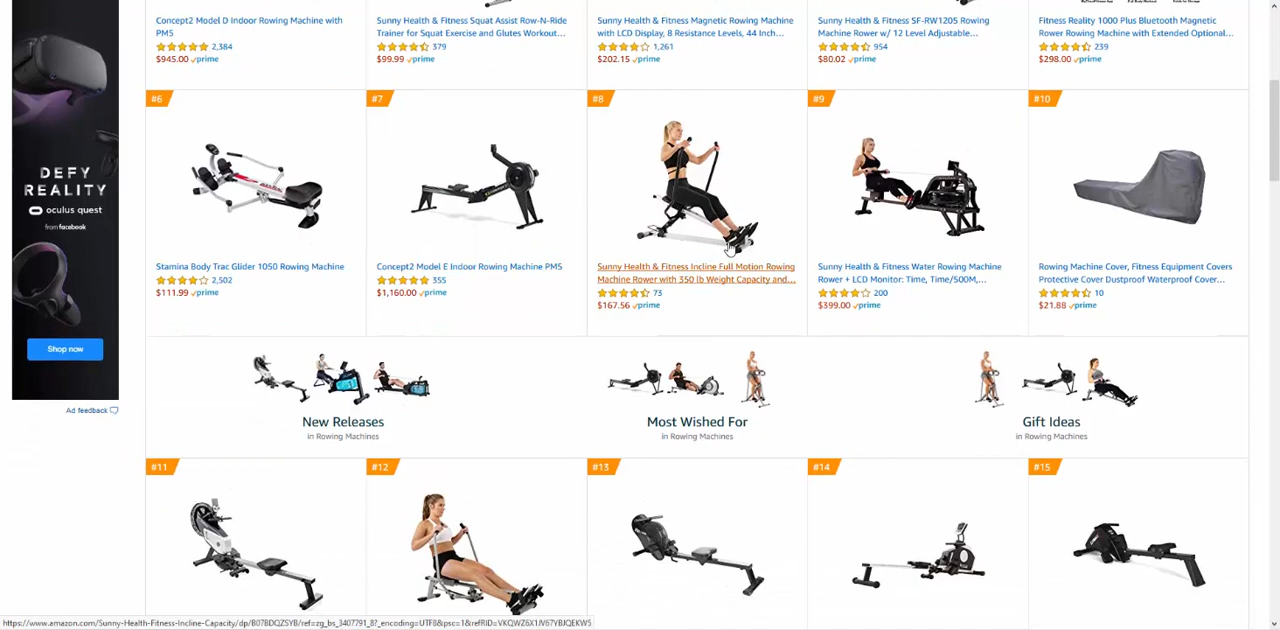 Concept2 Model D Indoor Rowing Machine with
PM5
2,384
$945.00 prime
Sunny Health & Fitness Squat Assist Row-N-Ride
Trainer for Squat Exercise and Glutes Workout...
379
$99.99 prime
Sunny Health & Fitness Magnetic Rowing Machine
with LCD Display, 8 Resistance Levels, 44 Inch...
1,261
$202.15 prime
Sunny Health & Fitness SF-RW1205 Rowing
Machine Rower w/ 12 Level Adjustable...
954
$80.02 prime
Fitness Reality 1000 Plus Bluetooth Magnetic
Rower Rowing Machine with Extended Optional...
239
$298.00 prime
DEFY
REALITY
oculus quest
from facebook
Shop now
Ad feedback
#6
Stamina Body Trac Glider 1050 Rowing Machine
2,502
$111.99 prime
#7
Concept2 Model E Indoor Rowing Machine PM5
355
$1,160.00 prime
#8
Sunny Health & Fitness Incline Full Motion Rowing
Machine Rower with 350 lb Weight Capacity and...
73
$167.56 prime
#9
Sunny Health & Fitness Water Rowing Machine
Rower + LCD Monitor: Time, Time/500M,...
200
$399.00 prime
#10
Rowing Machine Cover, Fitness Equipment Covers
Protective Cover Dustproof Waterproof Cover...
10
$21.88 prime
New Releases
in Rowing Machines
Most Wished For
in Rowing Machines
Gift Ideas
in Rowing Machines
#11
#12
#13
#14
#15
https://www.amazon.com/Sunny-Health-Fitness-Incline-Capacity/dp/B07BDQZSYB/ref=zg_bs_3407791_8?_encoding=UTF8&psc=1&refRID=VKQWZ6X1JV67YBJQEKW5